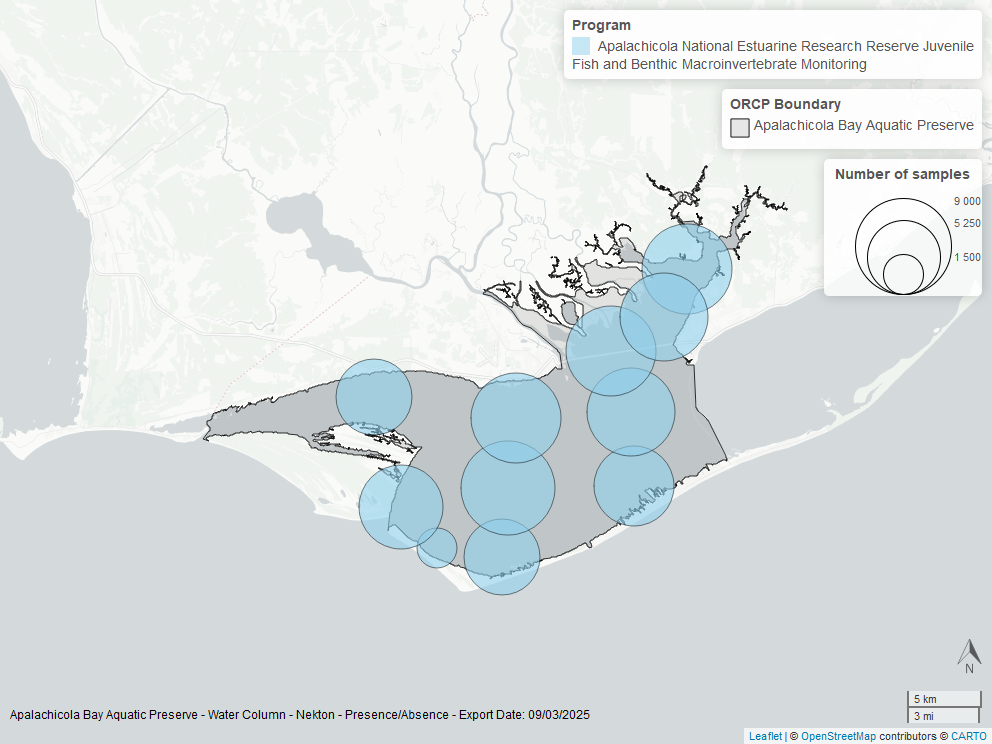 Program
Apalachicola National Estuarine Research Reserve Juvenile
Fish and Benthic Macroinvertebrate Monitoring
ORCP Boundary
Apalachicola Bay Aquatic Preserve
Number of samples
9 000
5 250
1 500
N
5 km
3 mi
Apalachicola Bay Aquatic Preserve - Water Column - Nekton - Presence/Absence - Export Date: 09/03/2025
Leaflet | © OpenStreetMap contributors © CARTO